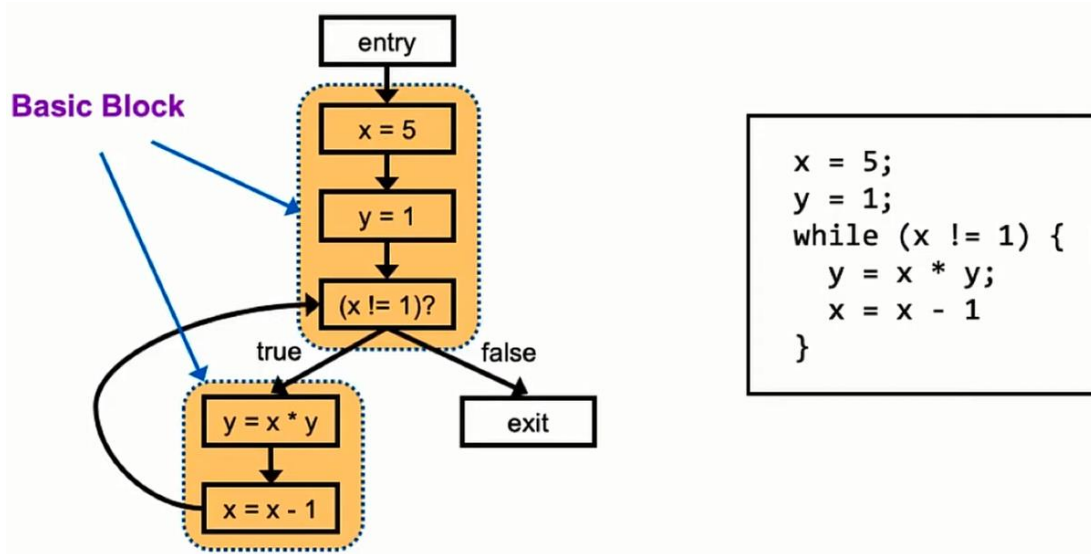 entry
Basic Block
x = 5
y = 1
(x != 1)?
true
false
y = x * y
exit
x = x - 1
x = 5;
y = 1;
while (x != 1) {
  y = x * y;
  x = x - 1
}